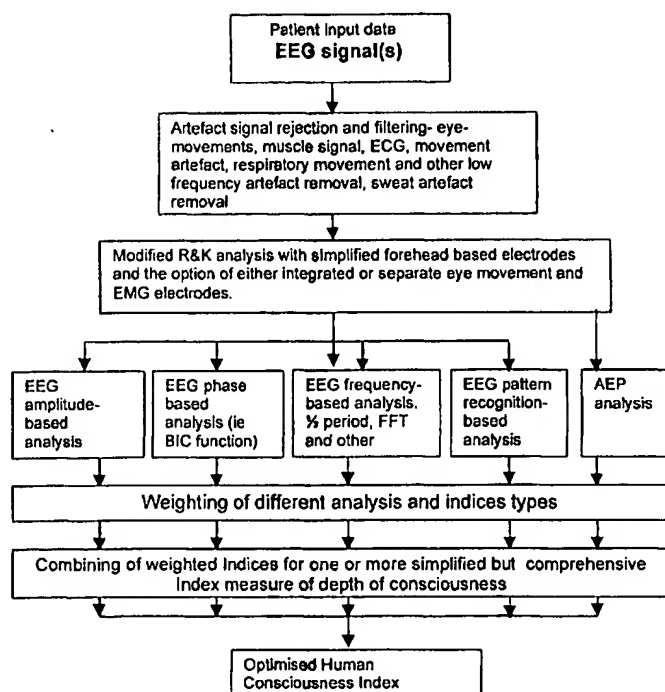 Patient input data
EEG signal(s)
Artefact signal rejection and filtering- eye-
movements, muscle signal, ECG, movement
artefact, respiratory movement and other low
frequency artefact removal, sweat artefact
removal
Modified R&K analysis with simplified forehead based electrodes
and the option of either integrated or separate eye movement and
EMG electrodes.
EEG
amplitude-
based
analysis
EEG phase
based
analysis (ie
BIC function)
EEG frequency-
based analysis,
½ period, FFT
and other
EEG pattern
recognition-
based
analysis
AEP
analysis
Weighting of different analysis and indices types
Combining of weighted Indices for one or more simplified but comprehensive
Index measure of depth of consciousness
Optimised Human
Consciousness Index